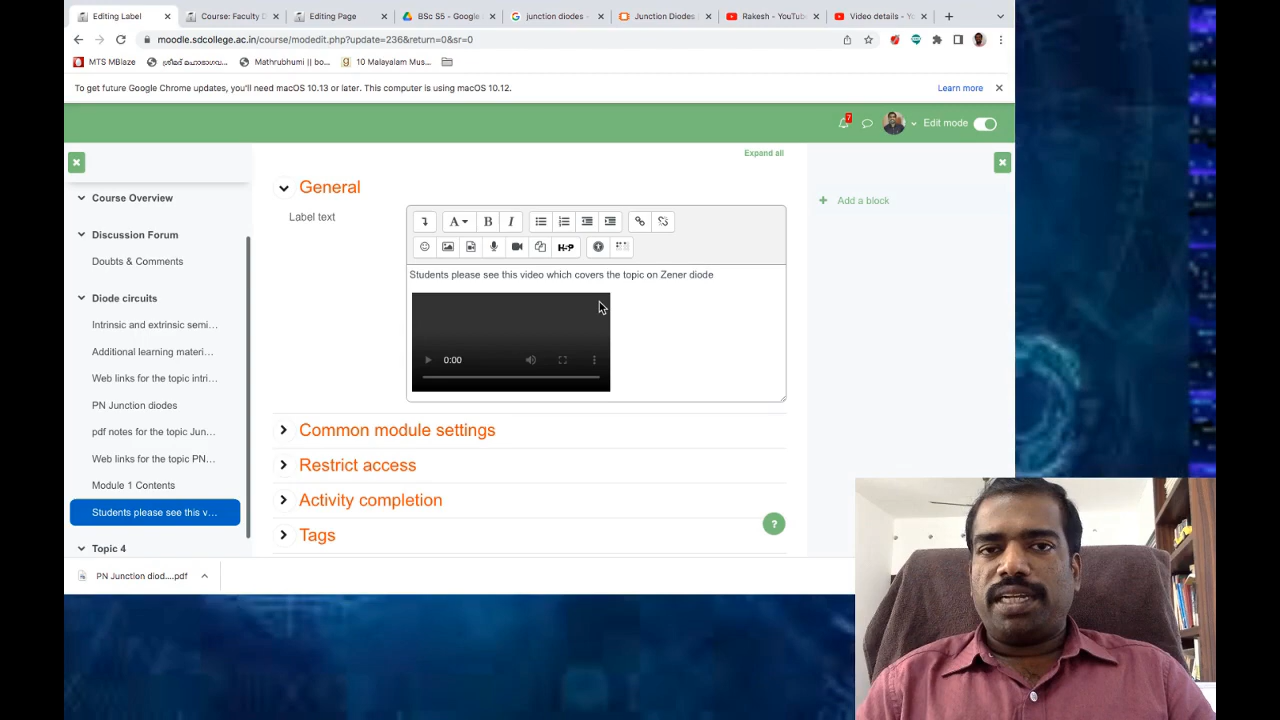 Editing Label
Course: Faculty D
Editing Page
BSc S5 - Google
junction diodes -
Junction Diodes
Rakesh - YouTub
Video details - Yo
moodle.sdcollege.ac.in/course/modedit.php?update=236&return=0&sr=0
MTS MBlaze
Mathrubhumi || bo...
10 Malayalam Mus...
To get future Google Chrome updates, you'll need macOS 10.13 or later. This computer is using macOS 10.12.
Learn more
7
Edit mode
Expand all
Course Overview
Discussion Forum
Doubts & Comments
Diode circuits
Intrinsic and extrinsic semi...
Additional learning materi...
Web links for the topic intri...
PN Junction diodes
pdf notes for the topic Jun...
Web links for the topic PN...
Module 1 Contents
Students please see this v...
Topic 4
General
Label text
A
B
I
H-P
Students please see this video which covers the topic on Zener diode
0:00
Common module settings
Restrict access
Activity completion
Tags
?
Add a block
PN Junction diod....pdf